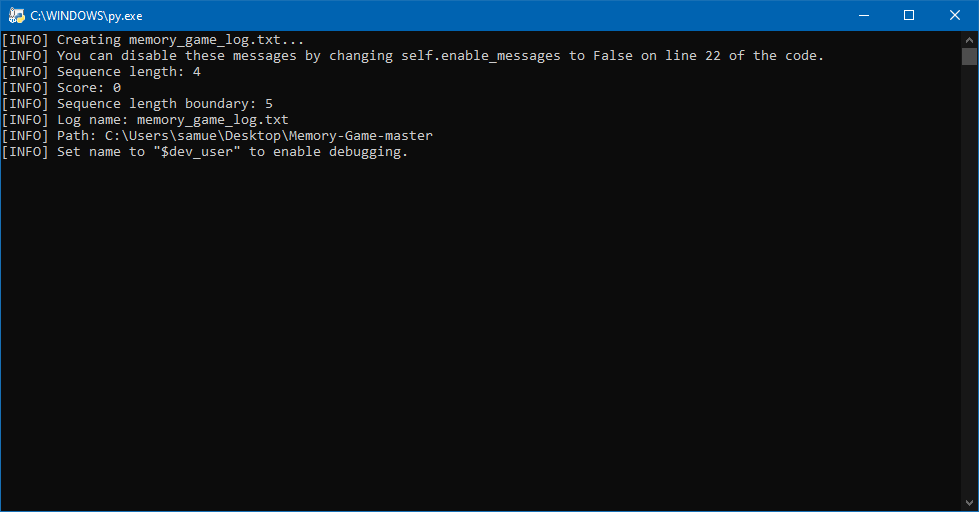 C:\WINDOWS\py.exe
[INFO] Creating memory_game_log.txt...
[INFO] You can disable these messages by changing self.enable_messages to False on line 22 of the code.
[INFO] Sequence length: 4
[INFO] Score: 0
[INFO] Sequence length boundary: 5
[INFO] Log name: memory_game_log.txt
[INFO] Path: C:\Users\samue\Desktop\Memory-Game-master
[INFO] Set name to "$dev_user" to enable debugging.